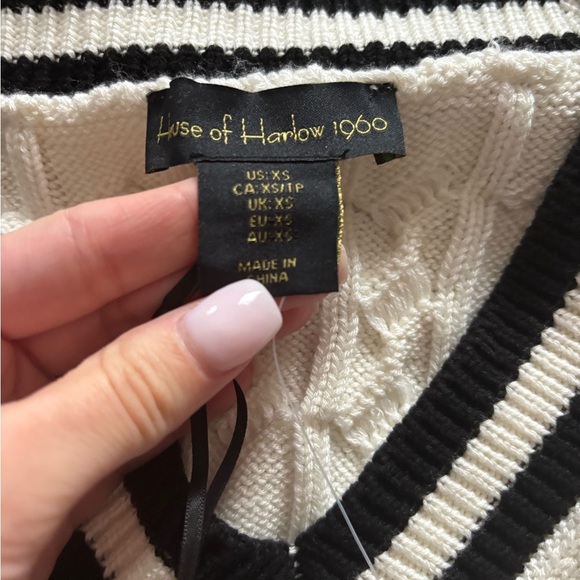 House of Harlow 1960
US: XS
CA: XS/TP
UK: XS
EU: XS
AU: XS
MADE IN
CHINA